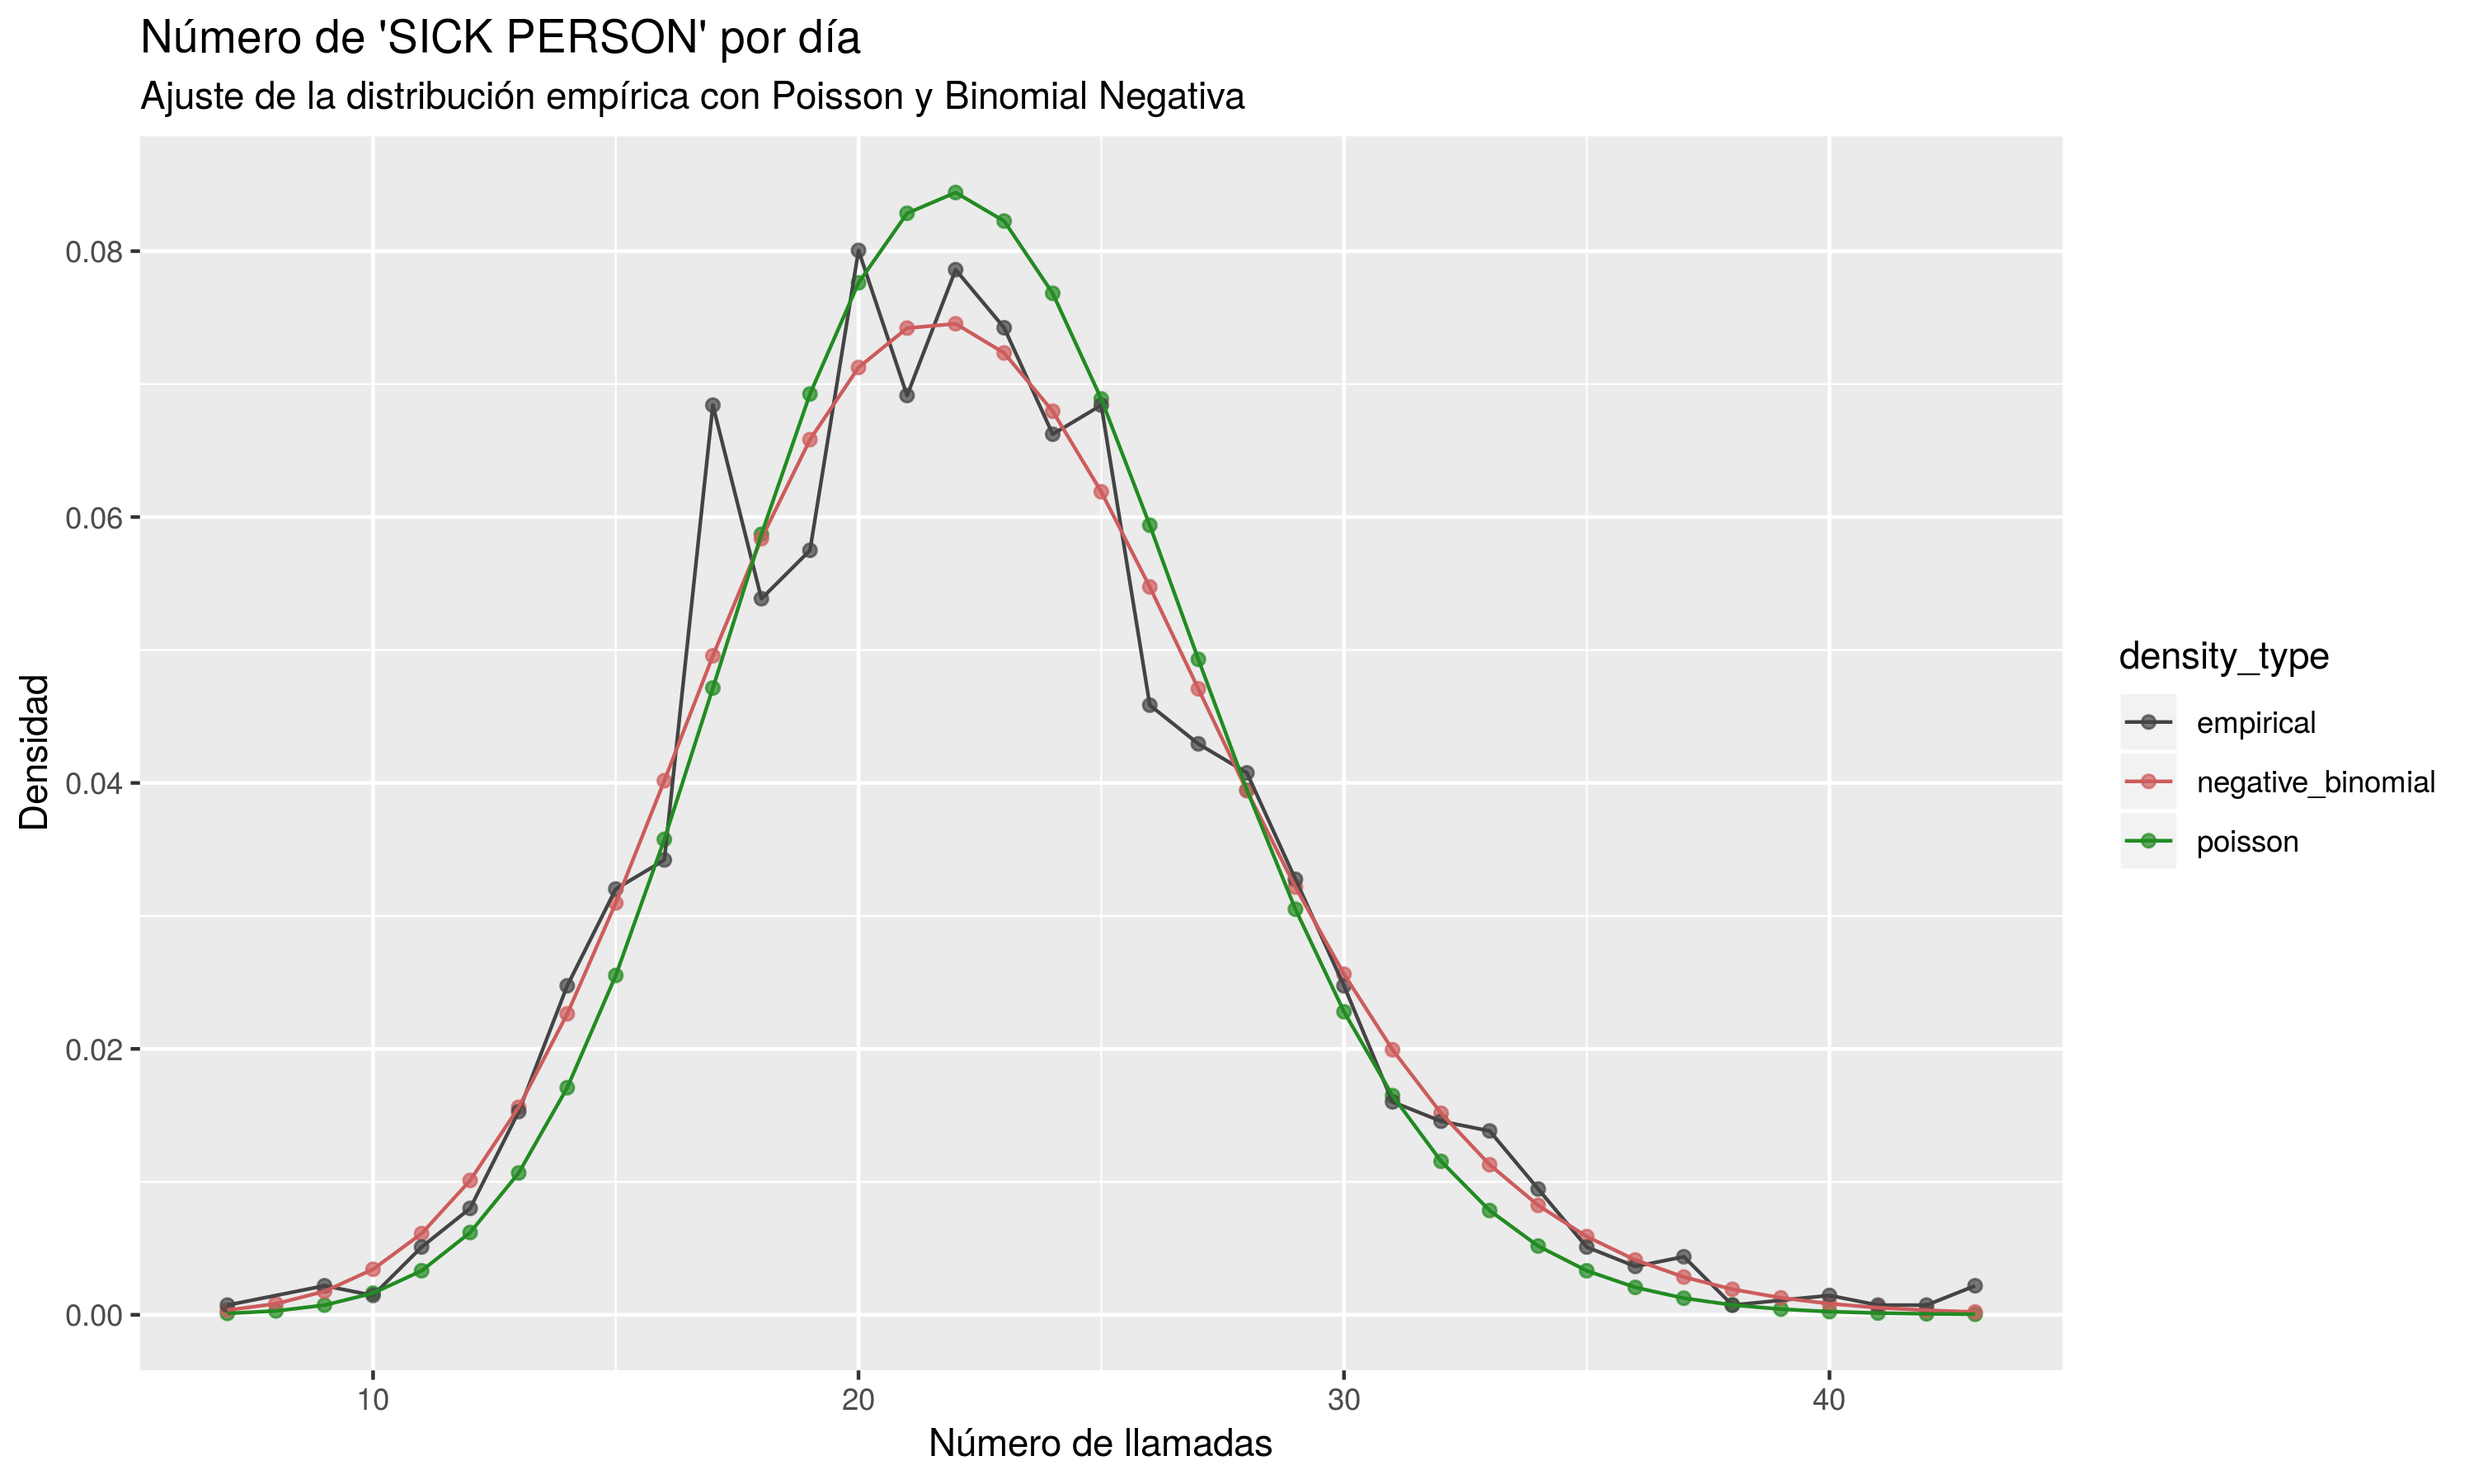 Número de 'SICK PERSON' por día
Ajuste de la distribución empírica con Poisson y Binomial Negativa
Densidad
0.08
0.06
0.04
0.02
0.00
10 20 30 40
Número de llamadas
density_type
empirical
negative_binomial
poisson